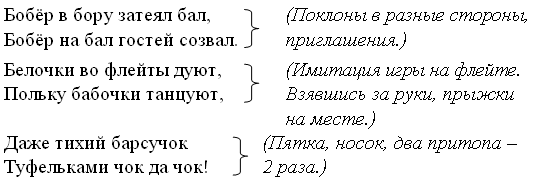 Бобёр в бору затеял бал,
Бобёр на бал гостей созвал.
(Поклоны в разные стороны,
приглашения.)
Белочки во флейты дуют,
Польку бабочки танцуют,
(Имитация игры на флейте.
Взявшись за руки, прыжки
на месте.)
Даже тихий барсучок
Туфельками чок да чок!
(Пятка, носок, два притопа –
2 раза.)